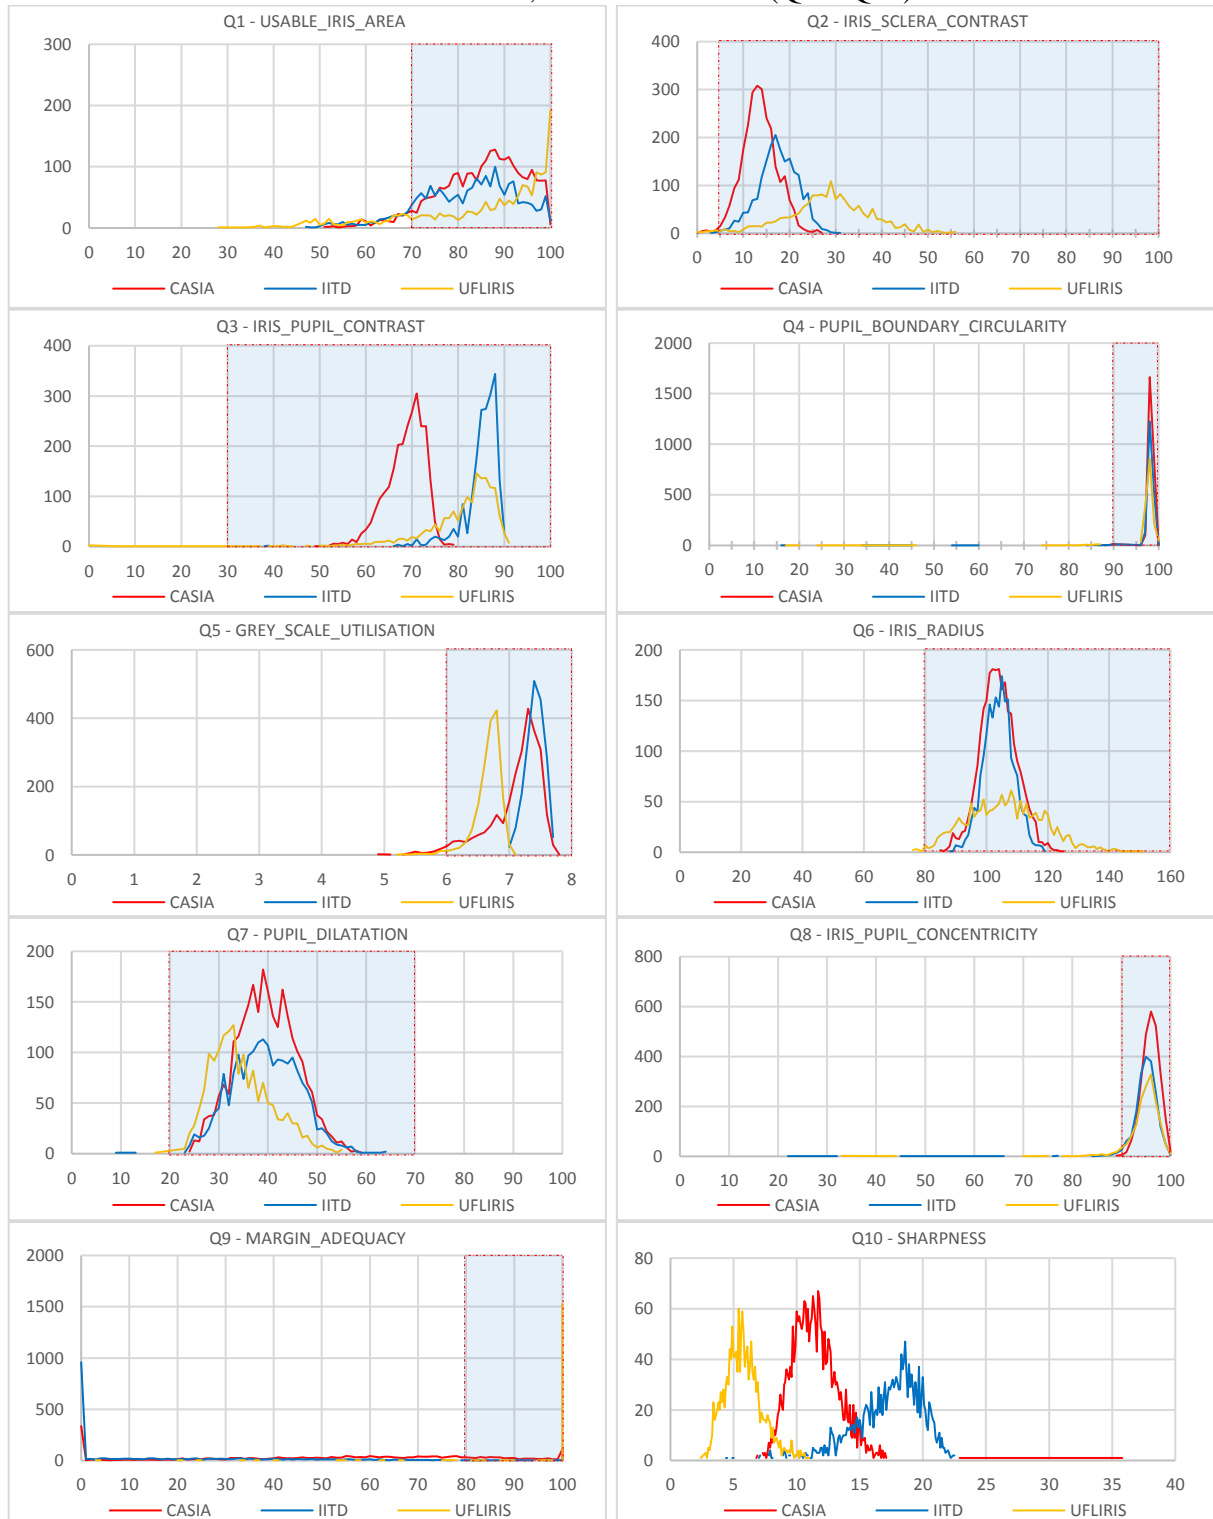 Q1 - USABLE_IRIS_AREA
300
200
100
0
0 10 20 30 40 50 60 70 80 90 100
CASIA IITD UFLIRIS
Q2 - IRIS_SCLERA_CONTRAST
400
300
200
100
0
0 10 20 30 40 50 60 70 80 90 100
CASIA IITD UFLIRIS
Q3 - IRIS_PUPIL_CONTRAST
400
300
200
100
0
0 10 20 30 40 50 60 70 80 90 100
CASIA IITD UFLIRIS
Q4 - PUPIL_BOUNDARY_CIRCULARITY
2000
1500
1000
500
0
0 10 20 30 40 50 60 70 80 90 100
CASIA IITD UFLIRIS
Q5 - GREY_SCALE_UTILISATION
600
400
200
0
0 1 2 3 4 5 6 7 8
CASIA IITD UFLIRIS
Q6 - IRIS_RADIUS
200
150
100
50
0
0 20 40 60 80 100 120 140 160
CASIA IITD UFLIRIS
Q7 - PUPIL_DILATATION
200
150
100
50
0
0 10 20 30 40 50 60 70 80 90 100
CASIA IITD UFLIRIS
Q8 - IRIS_PUPIL_CONCENTRICITY
800
600
400
200
0
0 10 20 30 40 50 60 70 80 90 100
CASIA IITD UFLIRIS
Q9 - MARGIN_ADEQUACY
2000
1500
1000
500
0
0 10 20 30 40 50 60 70 80 90 100
CASIA IITD UFLIRIS
Q10 - SHARPNESS
80
60
40
20
0
0 5 10 15 20 25 30 35 40
CASIA IITD UFLIRIS